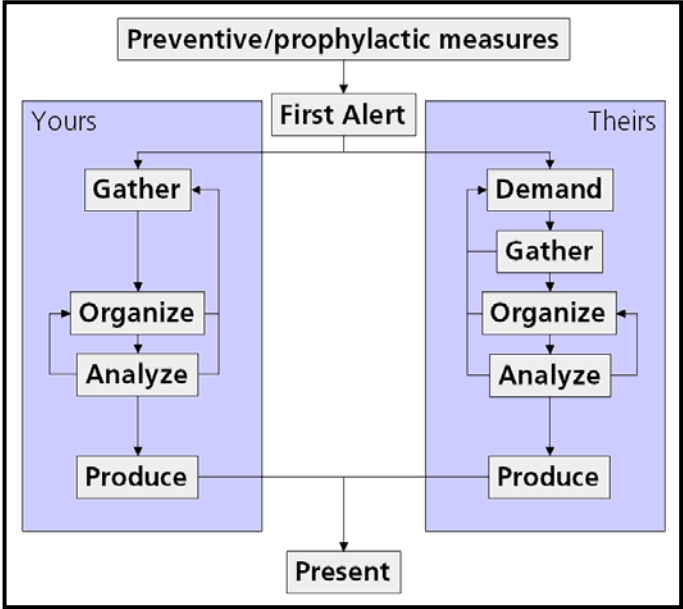 Preventive/prophylactic measures
First Alert
Yours
Gather
Organize
Analyze
Produce
Theirs
Demand
Gather
Organize
Analyze
Produce
Present